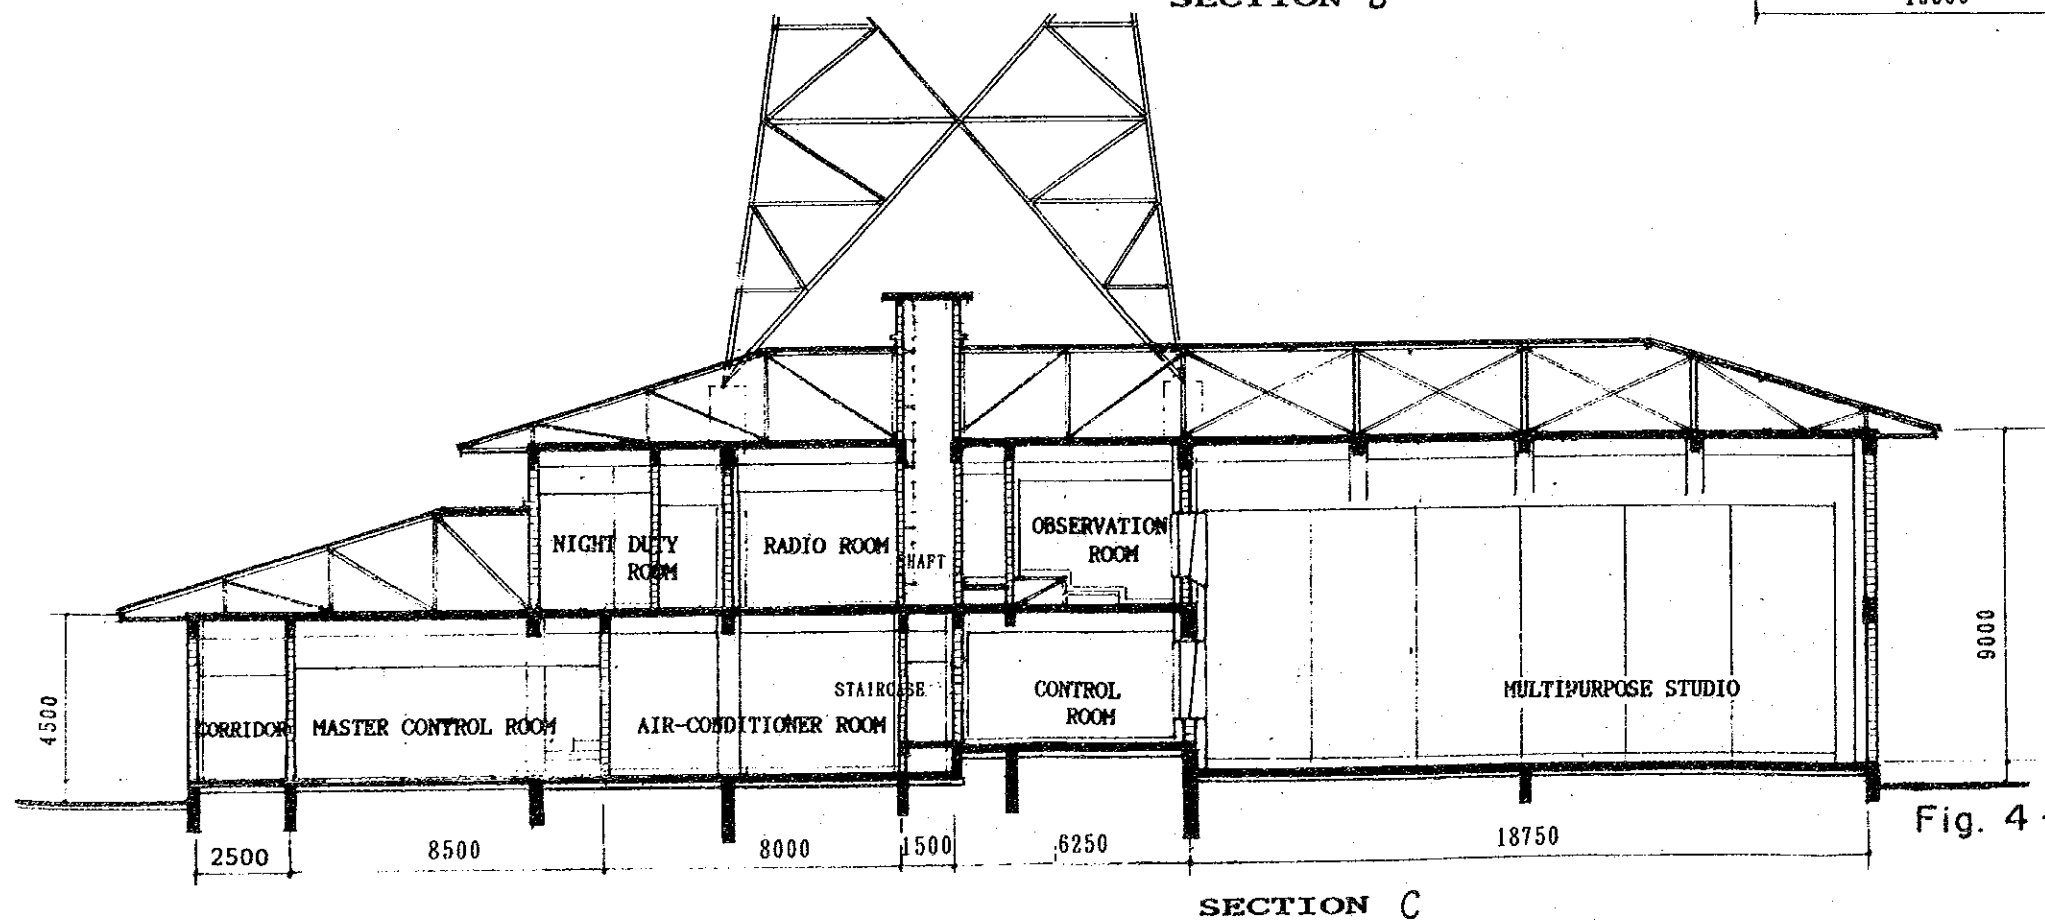 SECTION
NIGHT DUTY
ROOM
RADIO ROOM
OBSERVATION
ROOM
HAFT
4500
CORRIDOR
MASTER CONTROL ROOM
AIR-CONDITIONER ROOM
STAIRCASE
CONTROL
ROOM
MULTIPURPOSE STUDIO
9000
2500
8500
8000
1500
6250
18750
Fig. 4
SECTION C